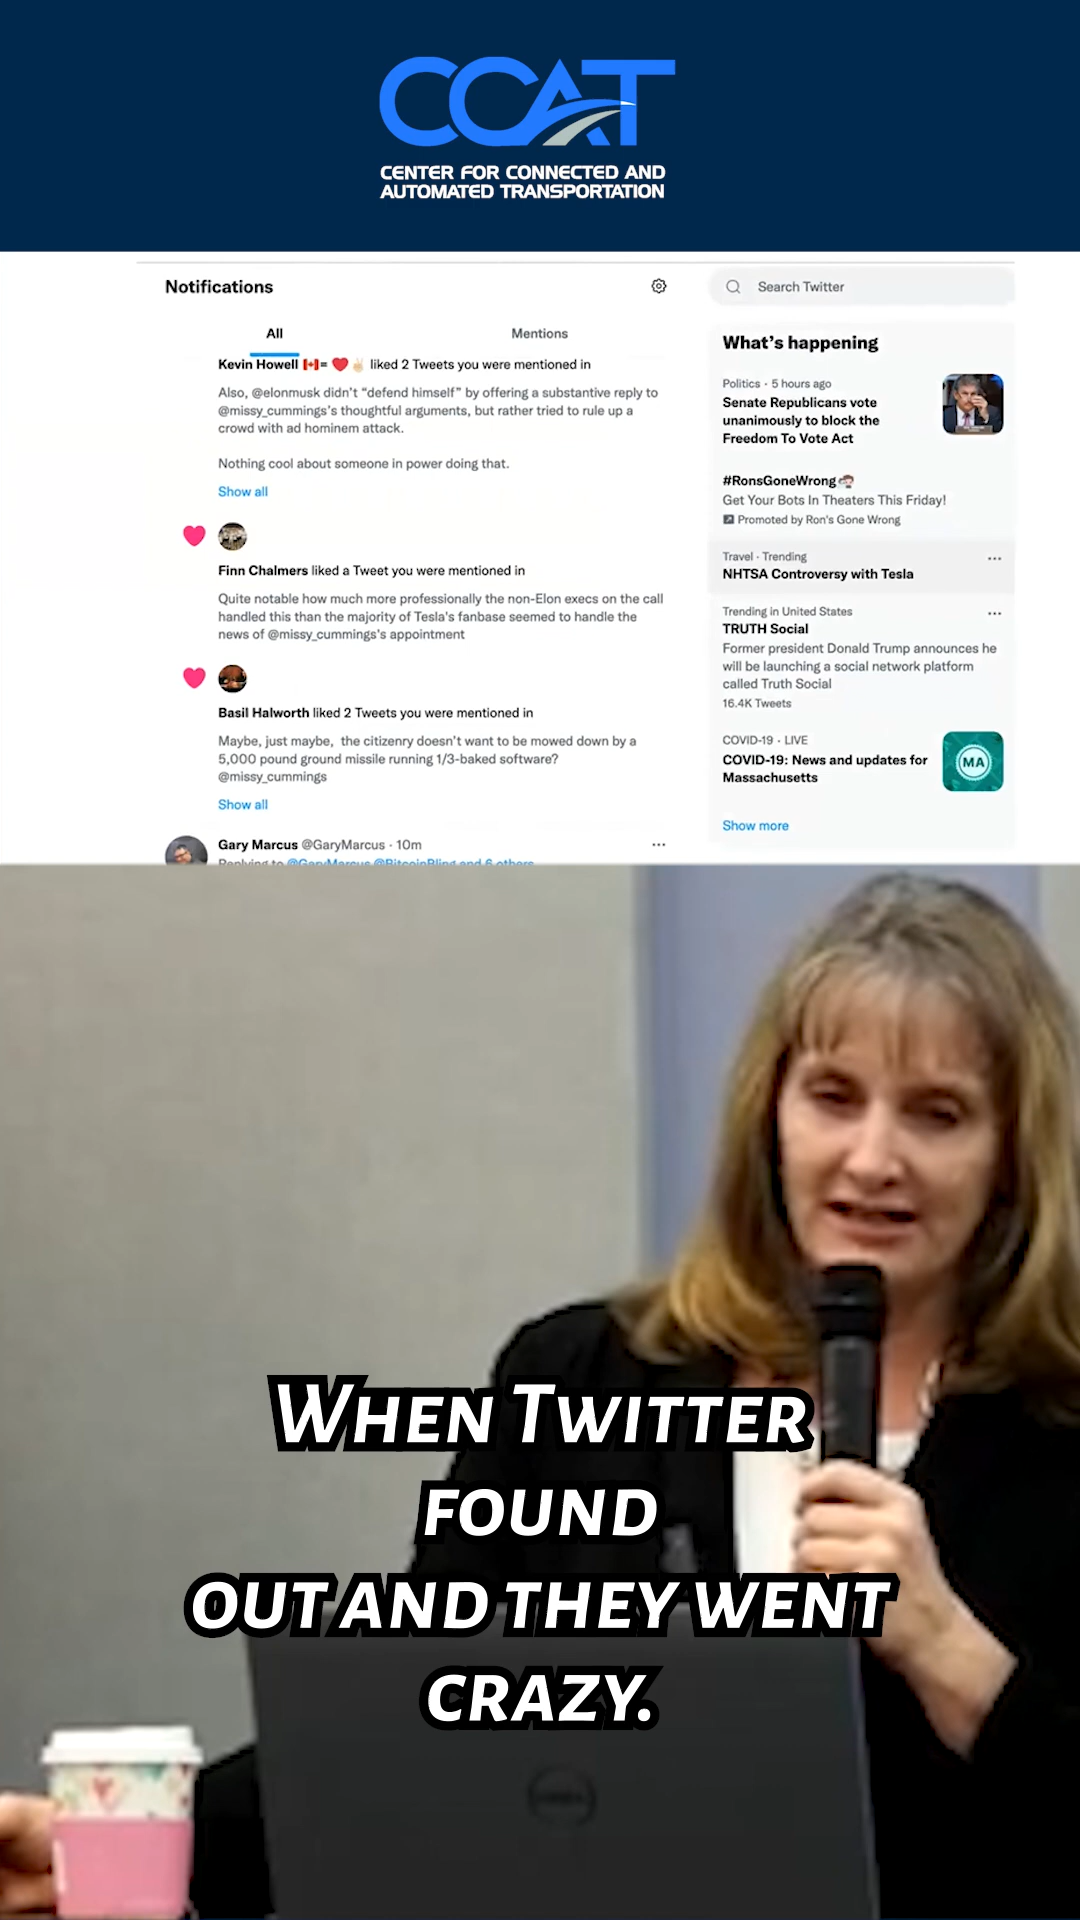 CCAT
CENTER FOR CONNECTED AND
AUTOMATED TRANSPORTATION
Notifications
All
Mentions
Kevin Howell 🇨🇦= ❤️✌🏼 liked 2 Tweets you were mentioned in
Also, @elonmusk didn't “defend himself” by offering a substantive reply to
@missy_cummings's thoughtful arguments, but rather tried to rule up a
crowd with ad hominem attack.
Nothing cool about someone in power doing that.
Show all
Finn Chalmers liked a Tweet you were mentioned in
Quite notable how much more professionally the non-Elon execs on the call
handled this than the majority of Tesla's fanbase seemed to handle the
news of @missy_cummings's appointment
Basil Halworth liked 2 Tweets you were mentioned in
Maybe, just maybe, the citizenry doesn't want to be mowed down by a
5,000 pound ground missile running 1/3-baked software?
@missy_cummings
Show all
Gary Marcus @GaryMarcus · 10m
Replying to @GaryMarcus @BitcoinBling and 6 others
Search Twitter
What's happening
Politics · 5 hours ago
Senate Republicans vote
unanimously to block the
Freedom To Vote Act
#RonsGoneWrong
Get Your Bots In Theaters This Friday!
Promoted by Ron's Gone Wrong
Travel · Trending
NHTSA Controversy with Tesla
Trending in United States
TRUTH Social
Former president Donald Trump announces he
will be launching a social network platform
called Truth Social
16.4K Tweets
COVID-19 · LIVE
COVID-19: News and updates for
Massachusetts
MA
Show more
WHEN TWITTER
FOUND
OUT AND THEY WENT
CRAZY.
DELL